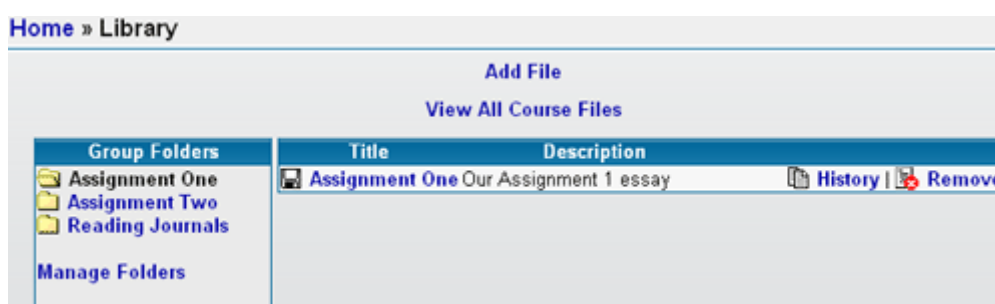 Home » Library
Add File
View All Course Files
Group Folders
Assignment One
Assignment Two
Reading Journals
Manage Folders
Title Description
Assignment One Our Assignment 1 essay History | Remove